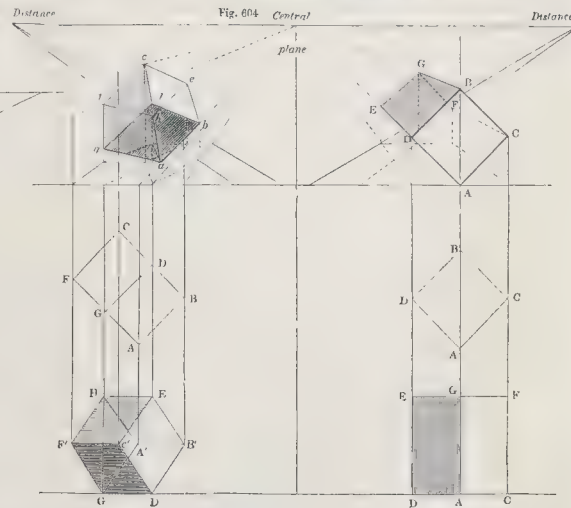 Distance Fig. 604 Central Distance
plane
c
e
b
a
G
B
E
F
C
A
C
F
D
G
B
A
B
D
C
A
E
F'
A'
B'
G D
E G F
D A C